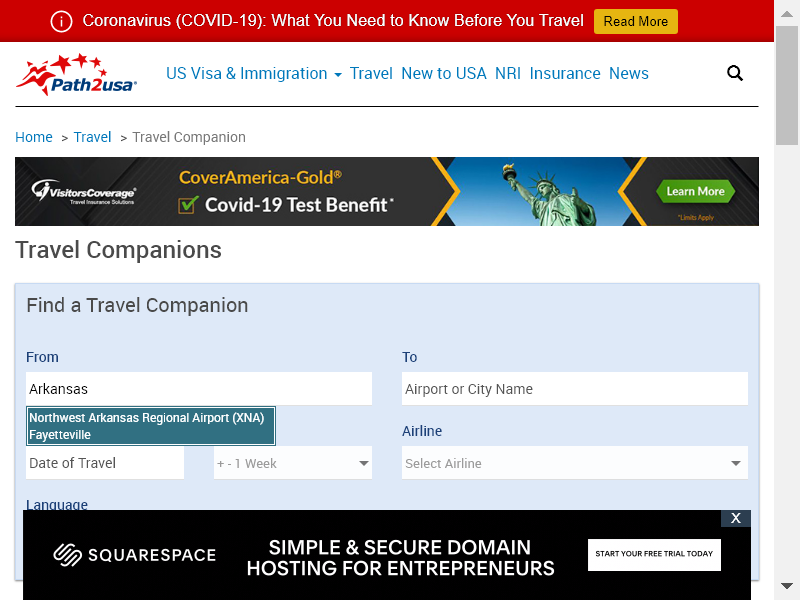 Coronavirus (COVID-19): What You Need to Know Before You Travel Read More
Path2usa
US Visa & Immigration Travel New to USA NRI Insurance News
Home > Travel > Travel Companion
VisitorsCoverage®
Travel Insurance Solutions
CoverAmerica-Gold®
Covid-19 Test Benefit*
Learn More
*Limits Apply
Travel Companions
Find a Travel Companion
From To
Arkansas Airport or City Name
Northwest Arkansas Regional Airport (XNA)
Fayetteville
Airline
Date of Travel + - 1 Week Select Airline
Language
X
SQUARESPACE
SIMPLE & SECURE DOMAIN
HOSTING FOR ENTREPRENEURS
START YOUR FREE TRIAL TODAY